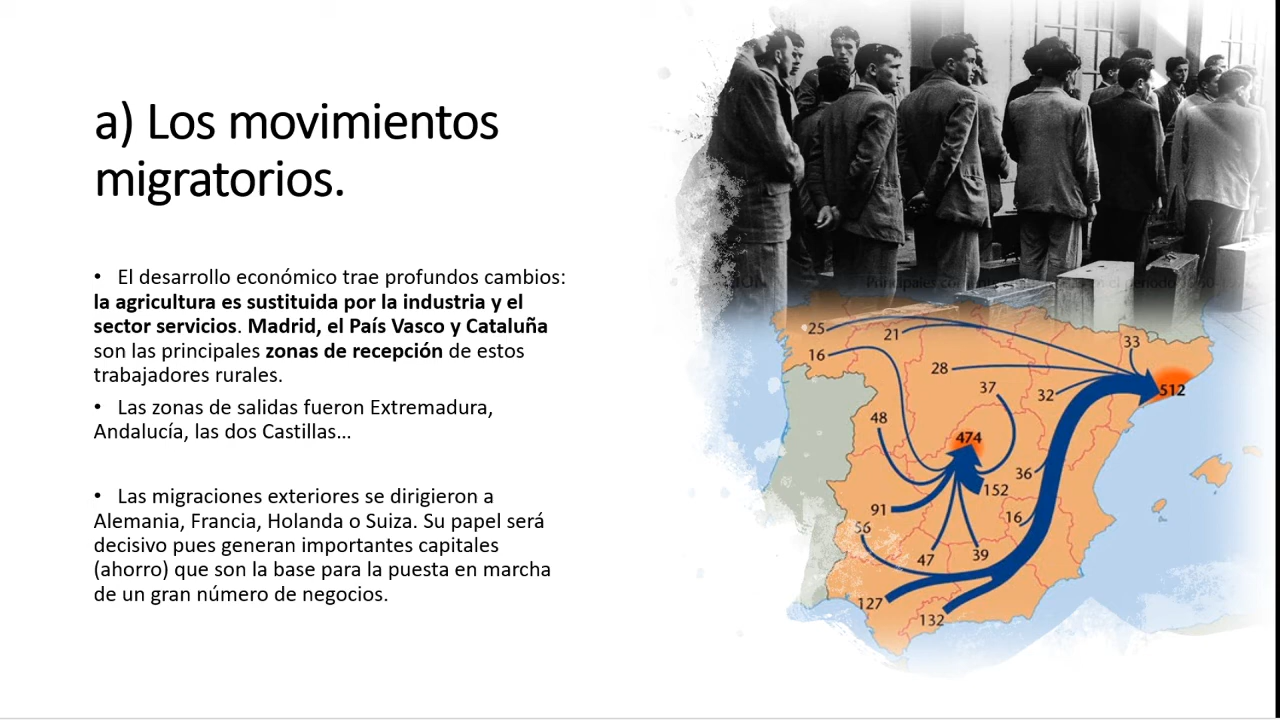 a) Los movimientos
migratorios.
• El desarrollo económico trae profundos cambios:
la agricultura es sustituida por la industria y el
sector servicios. Madrid, el País Vasco y Cataluña
son las principales zonas de recepción de estos
trabajadores rurales.
• Las zonas de salidas fueron Extremadura,
Andalucía, las dos Castillas...
• Las migraciones exteriores se dirigieron a
Alemania, Francia, Holanda o Suiza. Su papel será
decisivo pues generan importantes capitales
(ahorro) que son la base para la puesta en marcha
de un gran número de negocios.
Principales
25
21
33
16
28
37
32
512
48
474
36
152
91
16
56
47
39
127
132